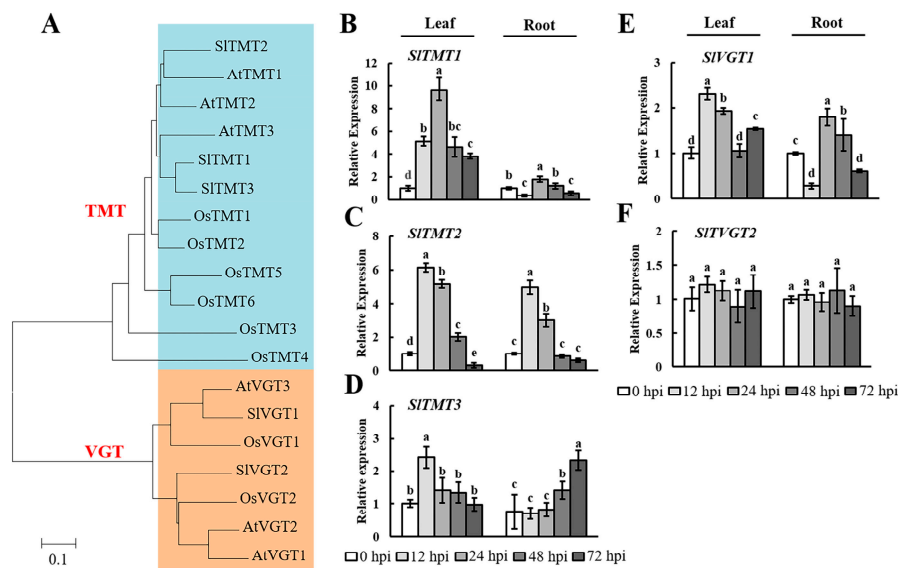 A
SlTMT2
AtTMT1
AtTMT2
AtTMT3
SlTMT1
SlTMT3
TMT
OsTMT1
OsTMT2
OsTMT5
OsTMT6
OsTMT3
OsTMT4
AtVGT3
SlVGT1
OsVGT1
VGT
SlVGT2
OsVGT2
AtVGT2
AtVGT1
0.1
B
Leaf
Root
SlTMT1
Relative Expression
12
10
8
6
4
2
0
d b a bc c
b c a c c
C
SlTMT2
Relative Expression
8
6
4
2
0
d a b c e
c a b c c
D
SlTMT3
Relative expression
4
3
2
1
0
b a b b b
c c c b a
0 hpi 12 hpi 24 hpi 48 hpi 72 hpi
E
Leaf
Root
SlVGT1
Relative Expression
3
2
1
0
d a b d c
c d a b d
F
SlTVGT2
Relative Expression
2
1.5
1
0.5
0
a a a a a
a a a a a
0 hpi 12 hpi 24 hpi 48 hpi 72 hpi